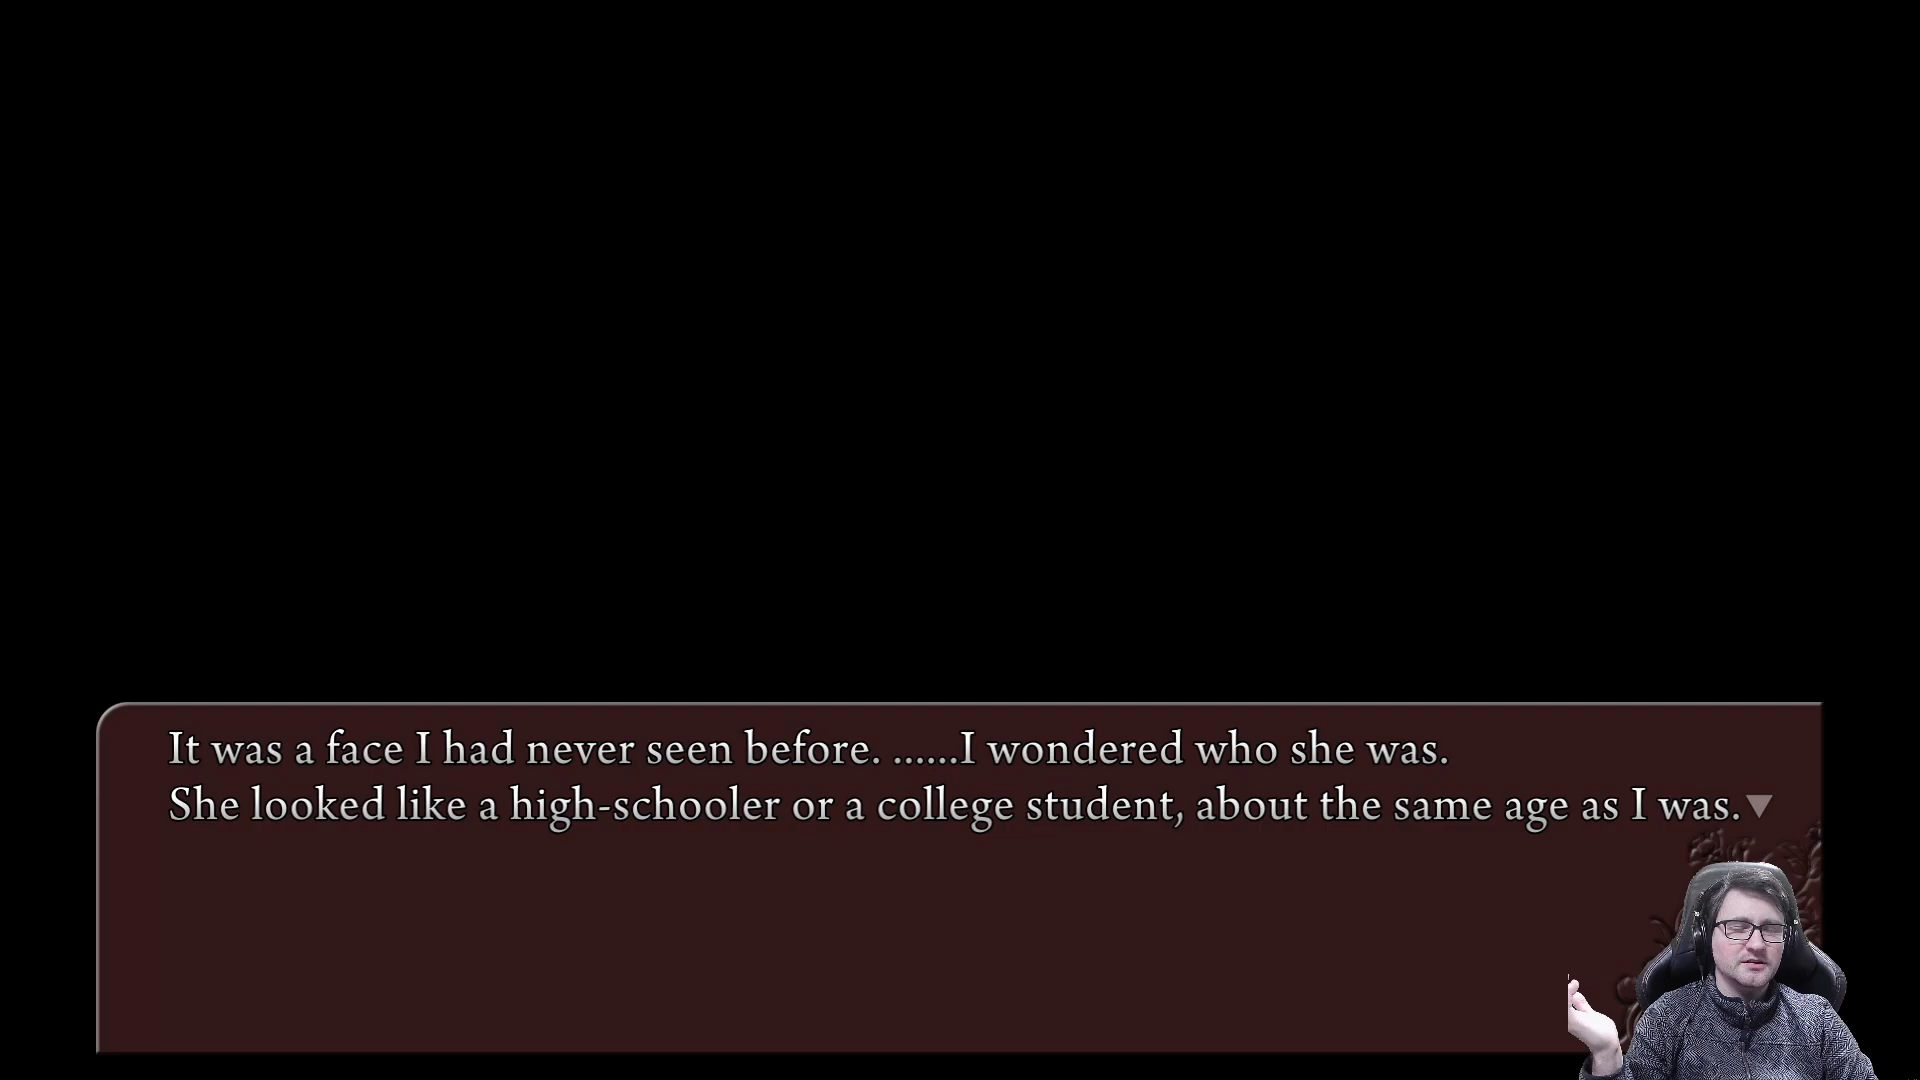 It was a face I had never seen before. ......I wondered who she was.
She looked like a high-schooler or a college student, about the same age as I was.